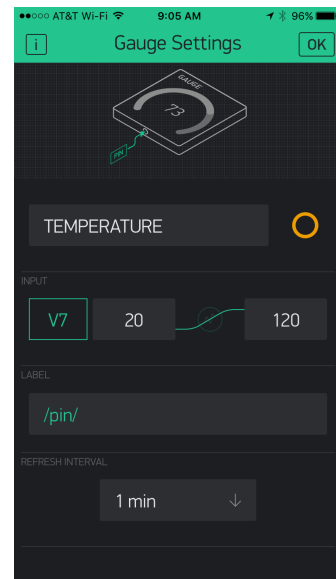 AT&T Wi-Fi 9:05 AM 96%
i Gauge Settings OK
GAUGE
73
PIN
TEMPERATURE
INPUT
V7 20 120
LABEL
/pin/
REFRESH INTERVAL
1 min